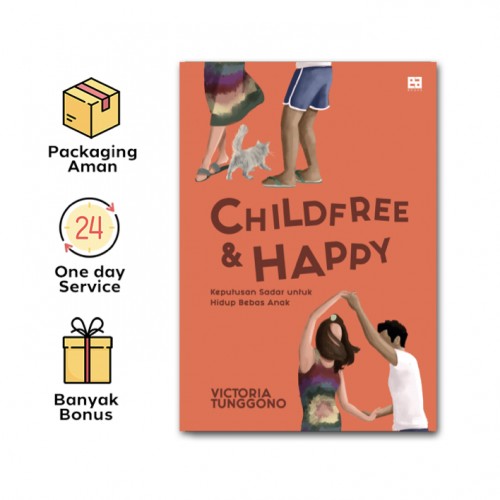 Packaging
Aman
24
One day
Service
Banyak
Bonus
CHILDFREE
& HAPPY
Keputusan Sadar untuk
Hidup Bebas Anak
VICTORIA
TUNGGONO